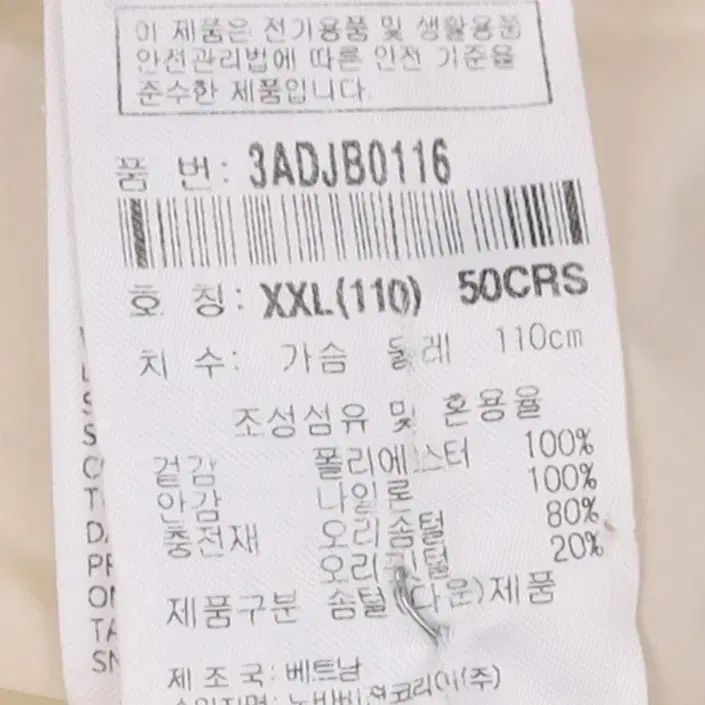 이 제품은 전기용품 및 생활용품
안전관리법에 따른 안전 기준을
준수한 제품입니다.
품 번: 3ADJB0116
호 칭: XXL(110) 50CRS
치 수: 가슴 둘레 110cm
조성섬유 및 혼용율
겉감 폴리에스터 100%
안감 나일론 100%
충전재 오리솜털 80%
오리깃털 20%
제품구분 솜털(다운)제품
제 조 국: 베트남